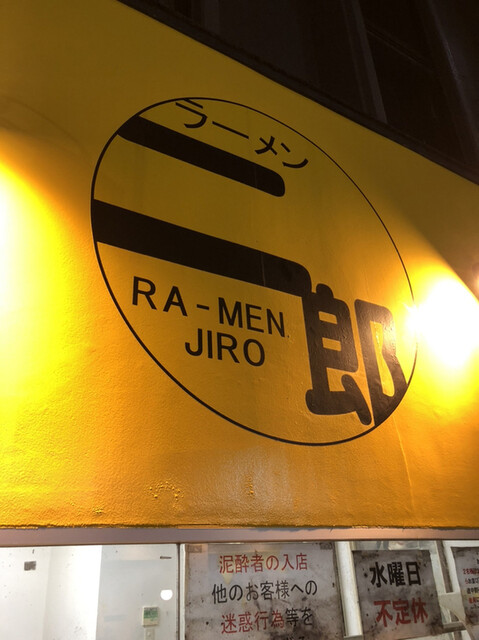 ラーメン
二郎
RA-MEN
JIRO
泥酔者の入店
他のお客様への
迷惑行為等を
水曜日
不定休